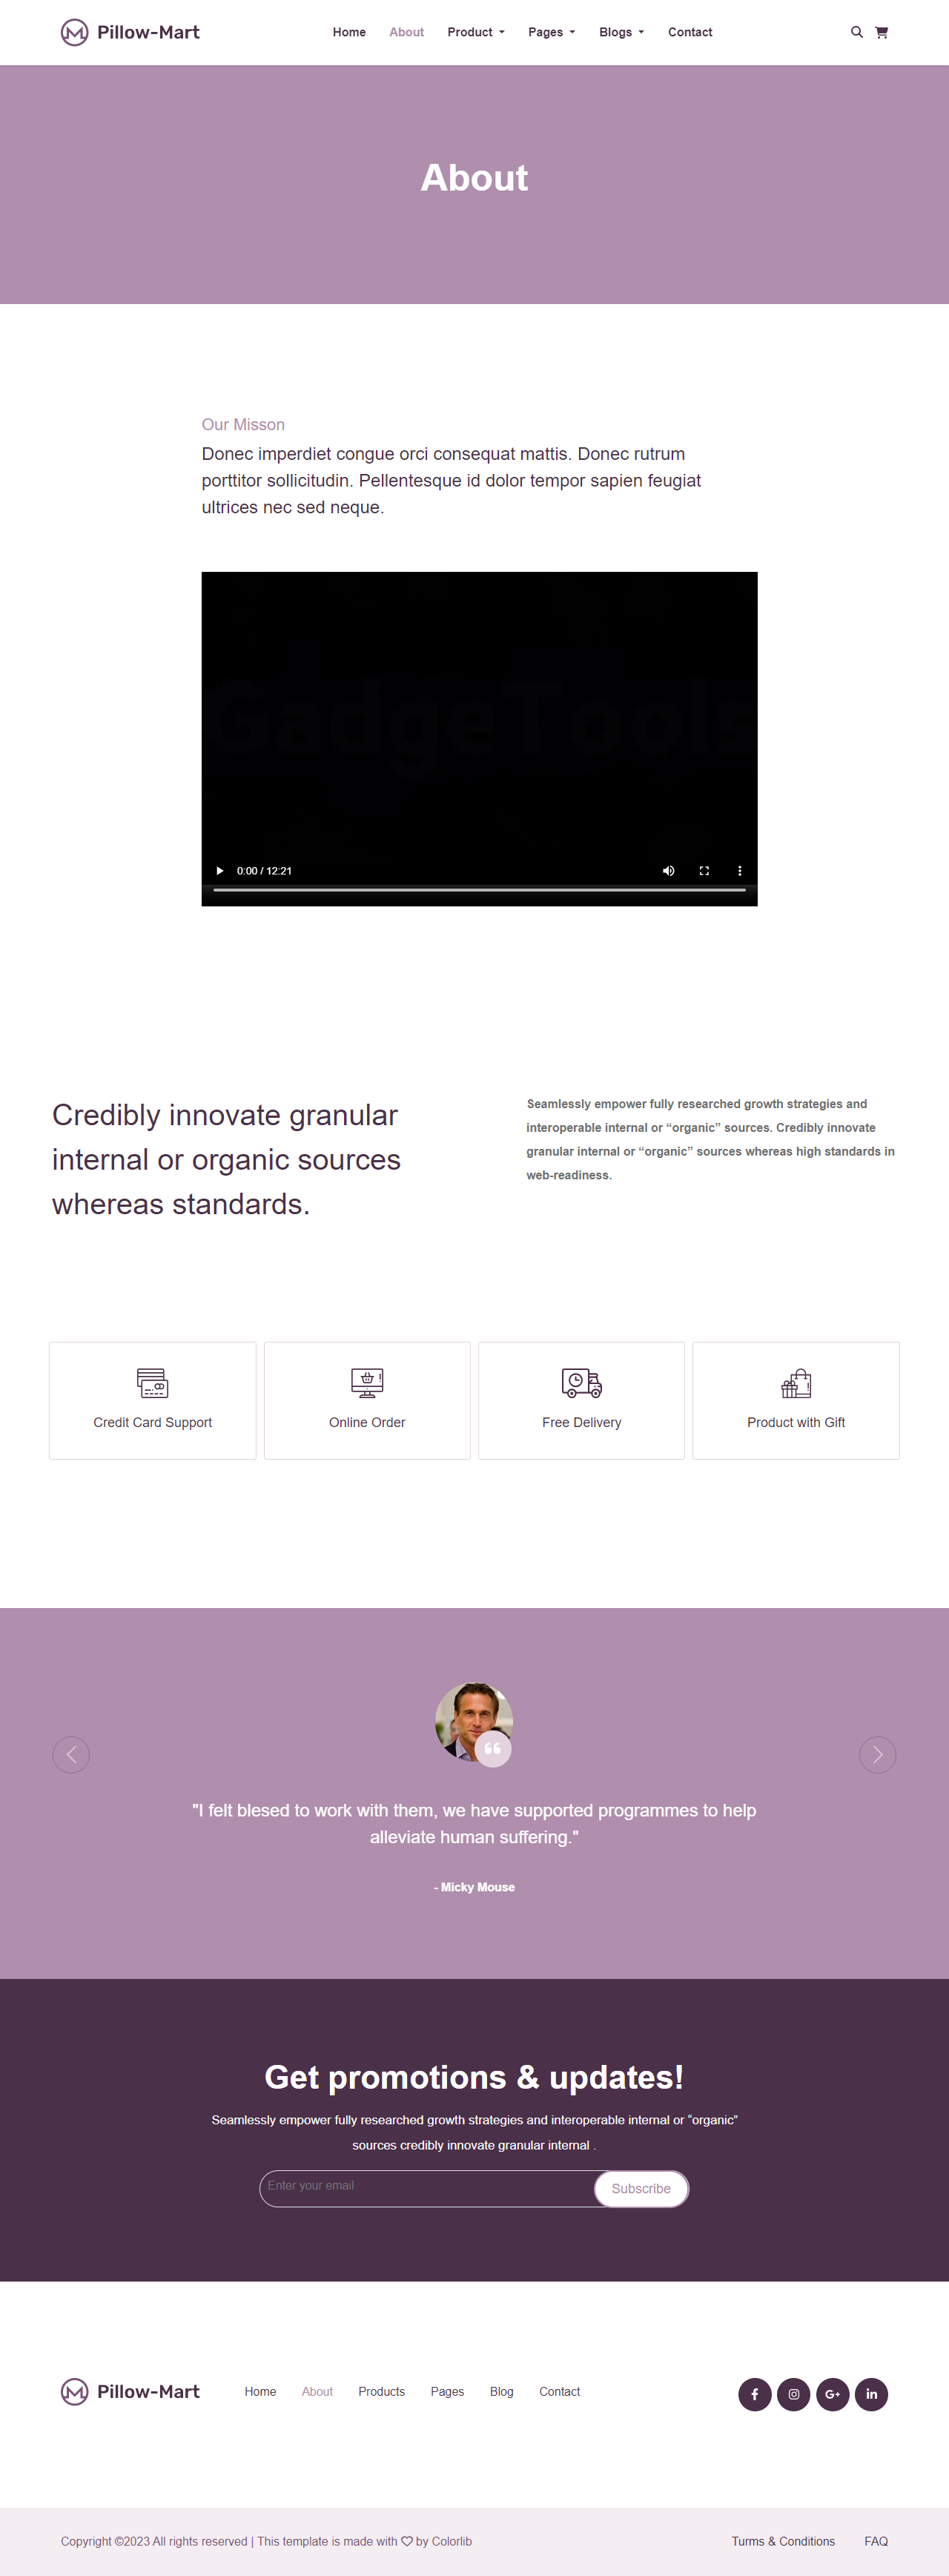 Pillow-Mart
Home About Product Pages Blogs Contact
About
Our Misson
Donec imperdiet congue orci consequat mattis. Donec rutrum
porttitor sollicitudin. Pellentesque id dolor tempor sapien feugiat
ultrices nec sed neque.
GadgeTools
0:00 / 12:21
Credibly innovate granular
internal or organic sources
whereas standards.
Seamlessly empower fully researched growth strategies and
interoperable internal or “organic” sources. Credibly innovate
granular internal or “organic” sources whereas high standards in
web-readiness.
Credit Card Support
Online Order
Free Delivery
Product with Gift
"I felt blesed to work with them, we have supported programmes to help
alleviate human suffering."
- Micky Mouse
Get promotions & updates!
Seamlessly empower fully researched growth strategies and interoperable internal or “organic”
sources credibly innovate granular internal .
Enter your email Subscribe
Pillow-Mart Home About Products Pages Blog Contact
Copyright ©2023 All rights reserved | This template is made with ♡ by Colorlib Turms & Conditions FAQ